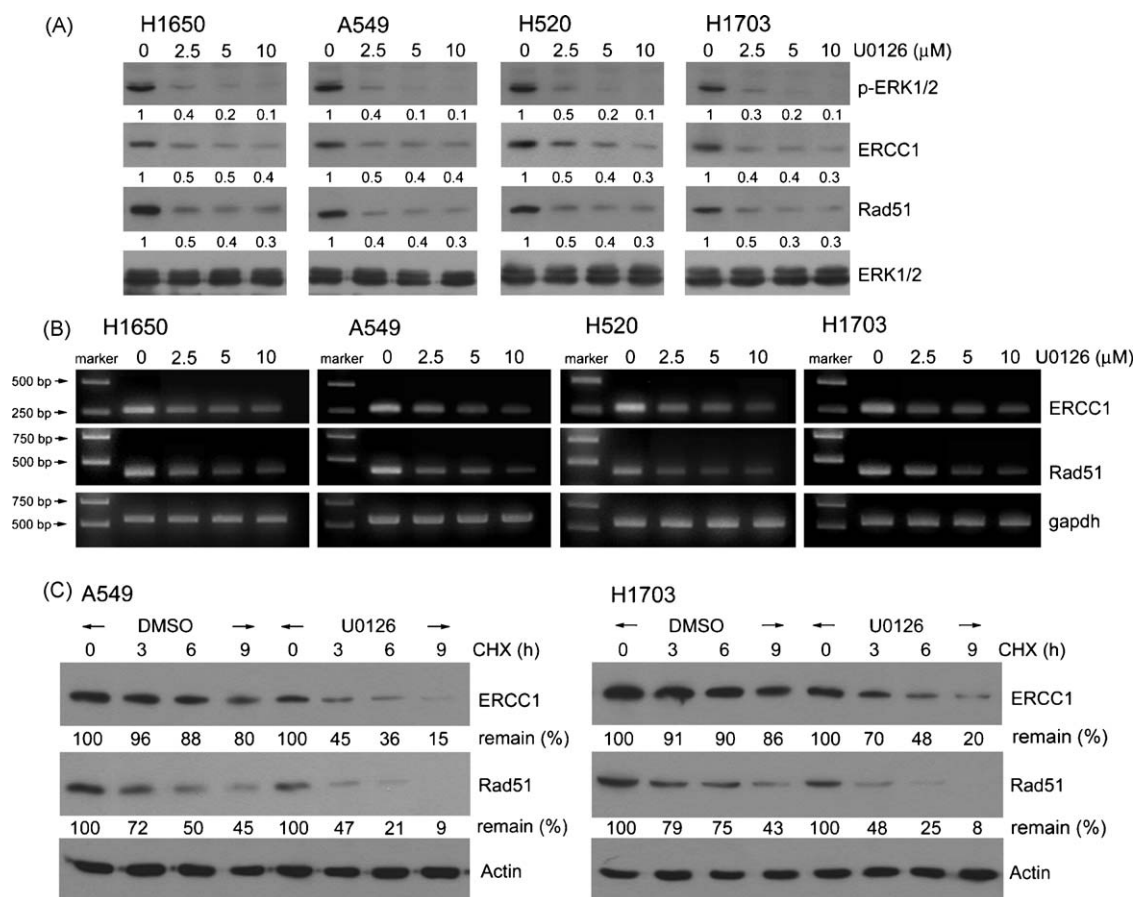 (A) H1650 A549 H520 H1703
0 2.5 5 10 0 2.5 5 10 0 2.5 5 10 0 2.5 5 10 U0126 (μM)
p-ERK1/2
1 0.4 0.2 0.1 1 0.4 0.1 0.1 1 0.5 0.2 0.1 1 0.3 0.2 0.1
ERCC1
1 0.5 0.5 0.4 1 0.5 0.4 0.4 1 0.5 0.4 0.3 1 0.4 0.4 0.3
Rad51
1 0.5 0.4 0.3 1 0.4 0.4 0.3 1 0.5 0.4 0.3 1 0.5 0.3 0.3
ERK1/2
(B) H1650 A549 H520 H1703
marker 0 2.5 5 10 marker 0 2.5 5 10 marker 0 2.5 5 10 marker 0 2.5 5 10 U0126 (μM)
500 bp
250 bp ERCC1
750 bp
500 bp Rad51
750 bp
500 bp gapdh
(C) A549 H1703
DMSO U0126 DMSO U0126
0 3 6 9 0 3 6 9 CHX (h) 0 3 6 9 0 3 6 9 CHX (h)
ERCC1 ERCC1
100 96 88 80 100 45 36 15 remain (%) 100 91 90 86 100 70 48 20 remain (%)
Rad51 Rad51
100 72 50 45 100 47 21 9 remain (%) 100 79 75 43 100 48 25 8 remain (%)
Actin Actin